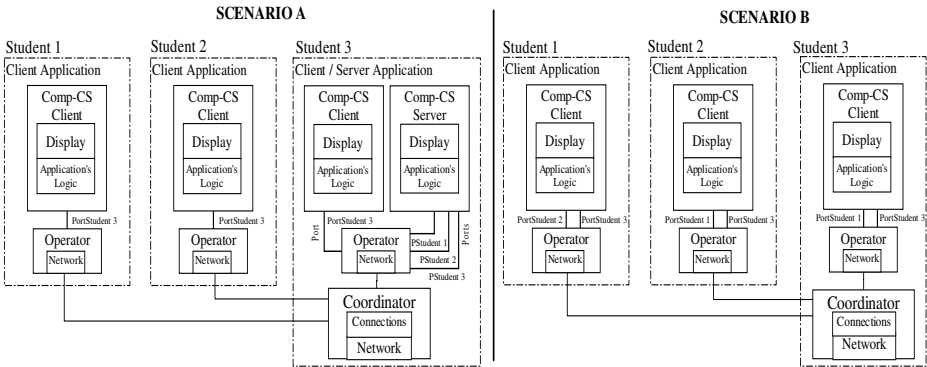 SCENARIO A
Student 1
Client Application
Comp-CS
Client
Display
Application's
Logic
PortStudent 3
Operator
Network
Student 2
Client Application
Comp-CS
Client
Display
Application's
Logic
PortStudent 3
Operator
Network
Student 3
Client / Server Application
Comp-CS
Client
Display
Application's
Logic
Comp-CS
Server
Display
Application's
Logic
Port
PortStudent 3
Ports
PStudent 1
PStudent 2
PStudent 3
Operator
Network
Coordinator
Connections
Network
SCENARIO B
Student 1
Client Application
Comp-CS
Client
Display
Application's
Logic
PortStudent 2
PortStudent 3
Operator
Network
Student 2
Client Application
Comp-CS
Client
Display
Application's
Logic
PortStudent 1
PortStudent 3
Operator
Network
Student 3
Client Application
Comp-CS
Client
Display
Application's
Logic
PortStudent 1
PortStudent 3
Operator
Network
Coordinator
Connections
Network